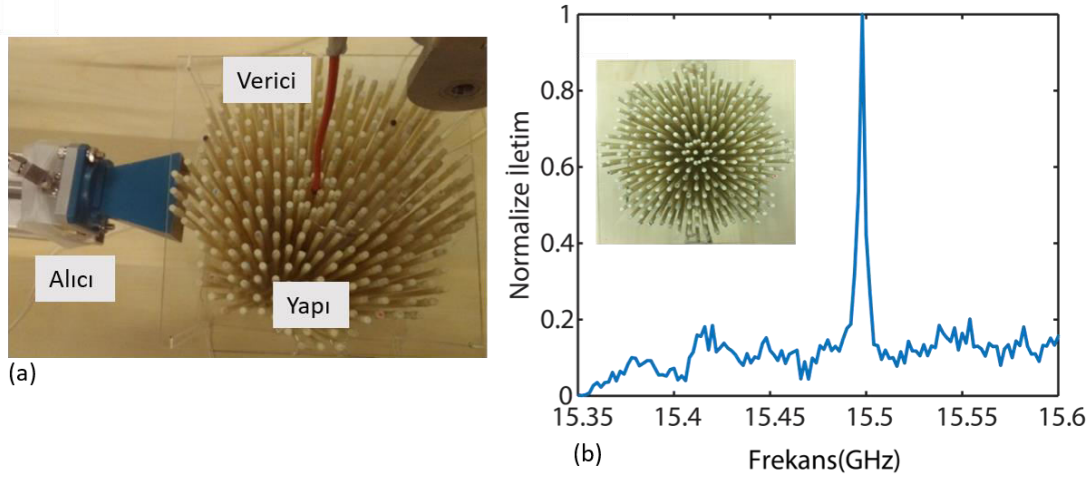 Verici
Alıcı
Yapı
(a)
(b)
Normalize İletim
1
0.8
0.6
0.4
0.2
0
15.35
15.4
15.45
15.5
15.55
15.6
Frekans(GHz)